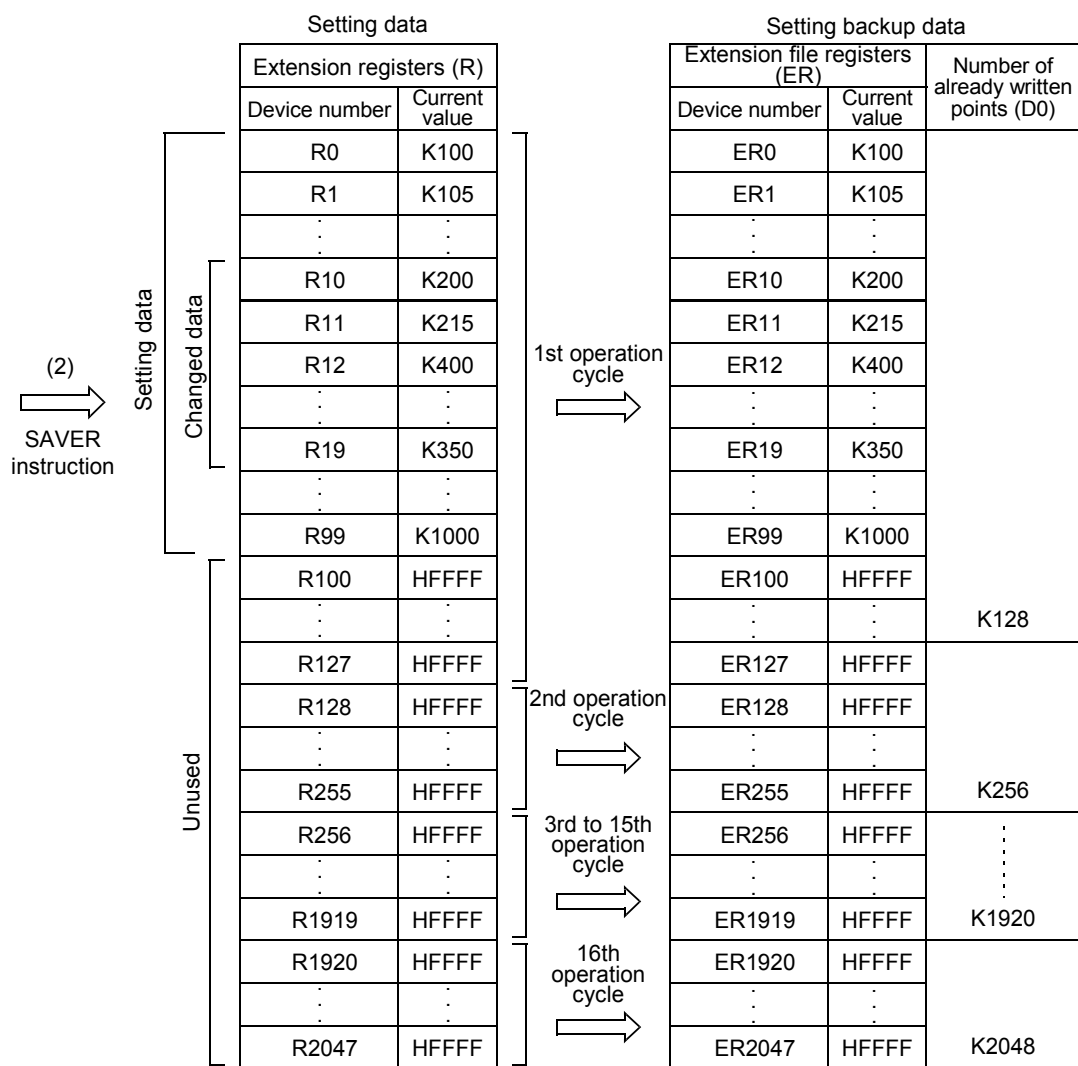 Setting data
Setting backup data
Extension registers (R)
Extension file registers
(ER)
Number of
already written
points (D0)
Device number
Current
value
Device number
Current
value
R0 K100 ER0 K100
R1 K105 ER1 K105
R10 K200 ER10 K200
R11 K215 ER11 K215
R12 K400 ER12 K400
R19 K350 ER19 K350
R99 K1000 ER99 K1000
R100 HFFFF ER100 HFFFF
K128
R127 HFFFF ER127 HFFFF
R128 HFFFF ER128 HFFFF
R255 HFFFF ER255 HFFFF K256
R256 HFFFF ER256 HFFFF
R1919 HFFFF ER1919 HFFFF K1920
R1920 HFFFF ER1920 HFFFF
R2047 HFFFF ER2047 HFFFF K2048
(2)
SAVER
instruction
Setting data
Changed data
Unused
1st operation
cycle
2nd operation
cycle
3rd to 15th
operation
cycle
16th
operation
cycle